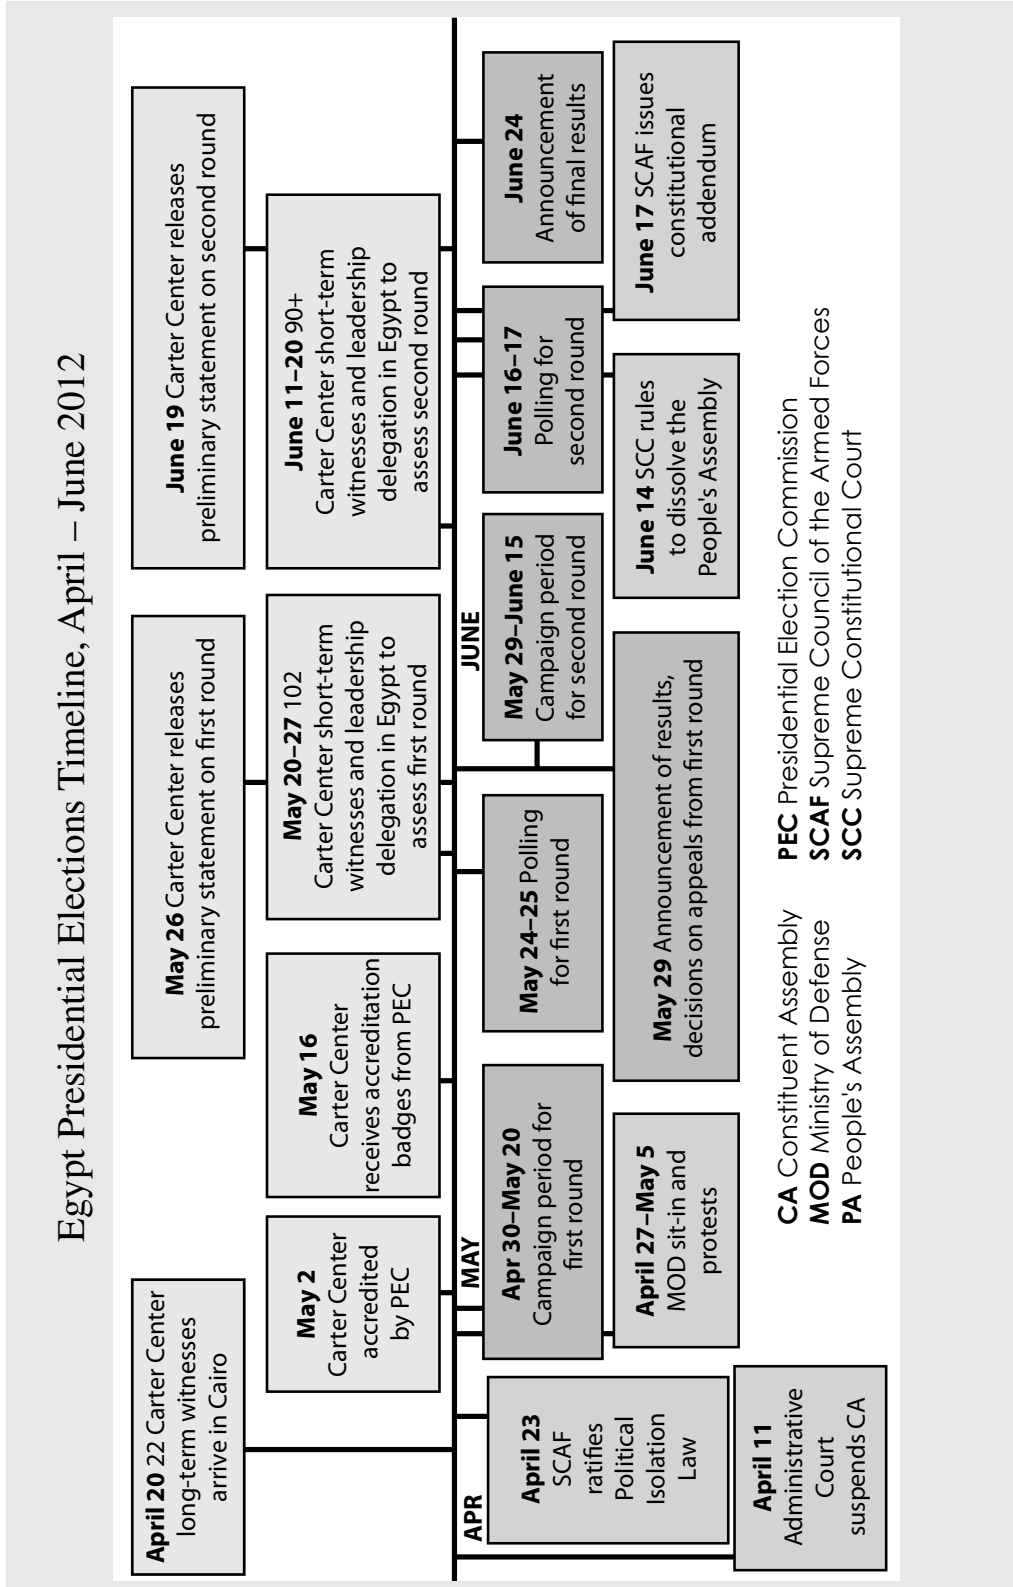 Egypt Presidential Elections Timeline, April – June 2012
April 20 22 Carter Center
long-term witnesses
arrive in Cairo
May 26 Carter Center releases
preliminary statement on first round
June 19 Carter Center releases
preliminary statement on second round
May 2
Carter Center
accredited
by PEC
May 16
Carter Center
receives accreditation
badges from PEC
May 20–27 102
Carter Center short-term
witnesses and leadership
delegation in Egypt to
assess first round
June 11–20 90+
Carter Center short-term
witnesses and leadership
delegation in Egypt to
assess second round
APR
MAY
JUNE
April 23
SCAF
ratifies
Political
Isolation
Law
Apr 30–May 20
Campaign period for
first round
May 24–25 Polling
for first round
May 29–June 15
Campaign period
for second round
June 16–17
Polling for
second round
June 24
Announcement
of final results
April 11
Administrative
Court
suspends CA
April 27–May 5
MOD sit-in and
protests
May 29 Announcement of results,
decisions on appeals from first round
June 14 SCC rules
to dissolve the
People's Assembly
June 17 SCAF issues
constitutional
addendum
CA Constituent Assembly
MOD Ministry of Defense
PA People's Assembly
PEC Presidential Election Commission
SCAF Supreme Council of the Armed Forces
SCC Supreme Constitutional Court